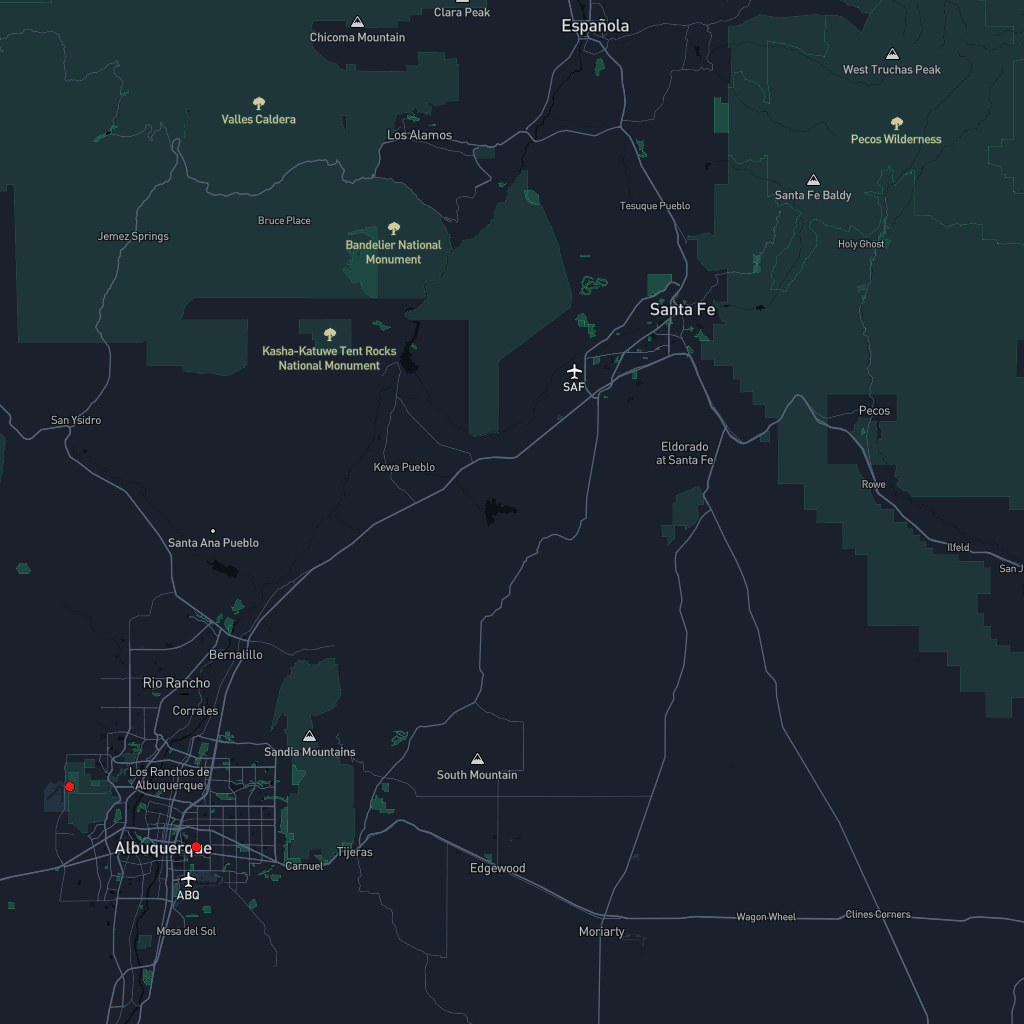 Clara Peak
Española
Chicoma Mountain
West Truchas Peak
Valles Caldera
Los Alamos
Pecos Wilderness
Santa Fe Baldy
Tesuque Pueblo
Bruce Place
Jemez Springs
Bandelier National
Monument
Holy Ghost
Santa Fe
Kasha-Katuwe Tent Rocks
National Monument
SAF
San Ysidro
Pecos
Eldorado
at Santa Fe
Kewa Pueblo
Rowe
Santa Ana Pueblo
Ilfeld
San J
Bernalillo
Rio Rancho
Corrales
Sandia Mountains
Los Ranchos de
Albuquerque
South Mountain
Albuquerque
Tijeras
Carnuel
Edgewood
ABQ
Mesa del Sol
Moriarty
Wagon Wheel
Clines Corners